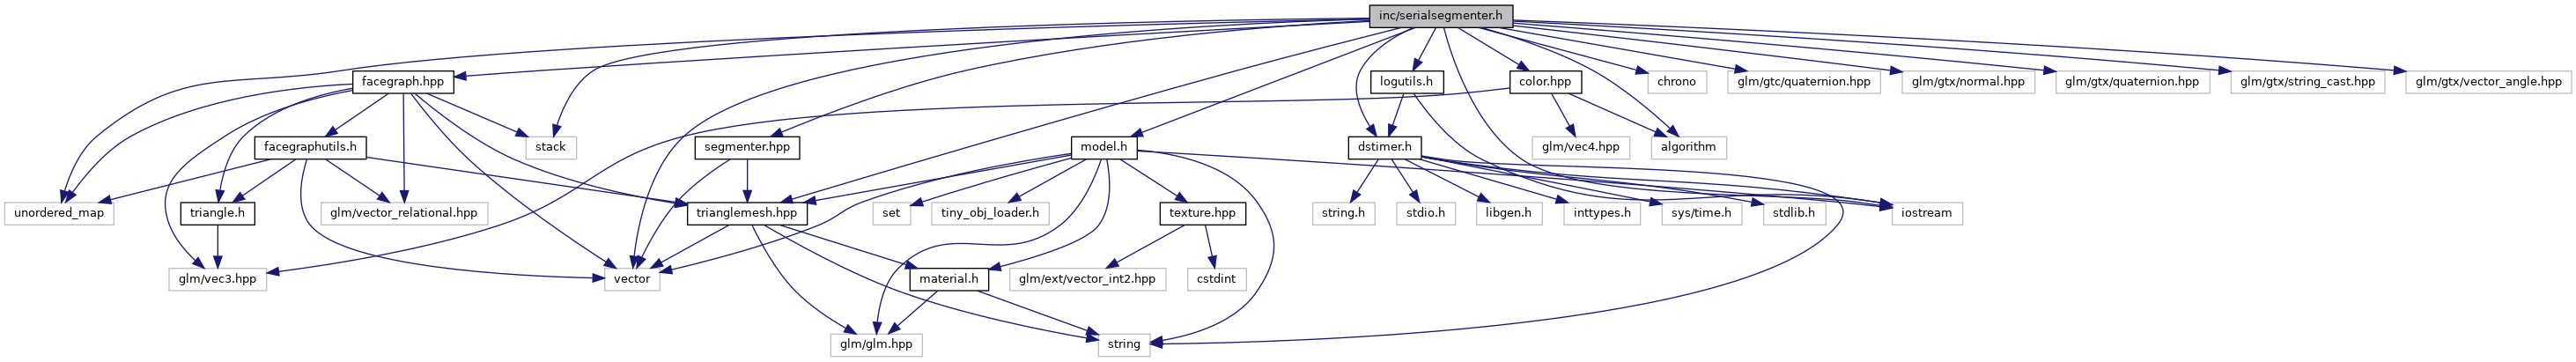 inc/serialsegmenter.h
facegraph.hpp
logutils.h
color.hpp
chrono
glm/gtc/quaternion.hpp
glm/gtx/normal.hpp
glm/gtx/quaternion.hpp
glm/gtx/string_cast.hpp
glm/gtx/vector_angle.hpp
facegraphutils.h
stack
segmenter.hpp
model.h
dstimer.h
glm/vec4.hpp
algorithm
unordered_map
triangle.h
glm/vector_relational.hpp
trianglemesh.hpp
set
tiny_obj_loader.h
texture.hpp
string.h
stdio.h
libgen.h
inttypes.h
sys/time.h
stdlib.h
iostream
glm/vec3.hpp
vector
material.h
glm/ext/vector_int2.hpp
cstdint
glm/glm.hpp
string